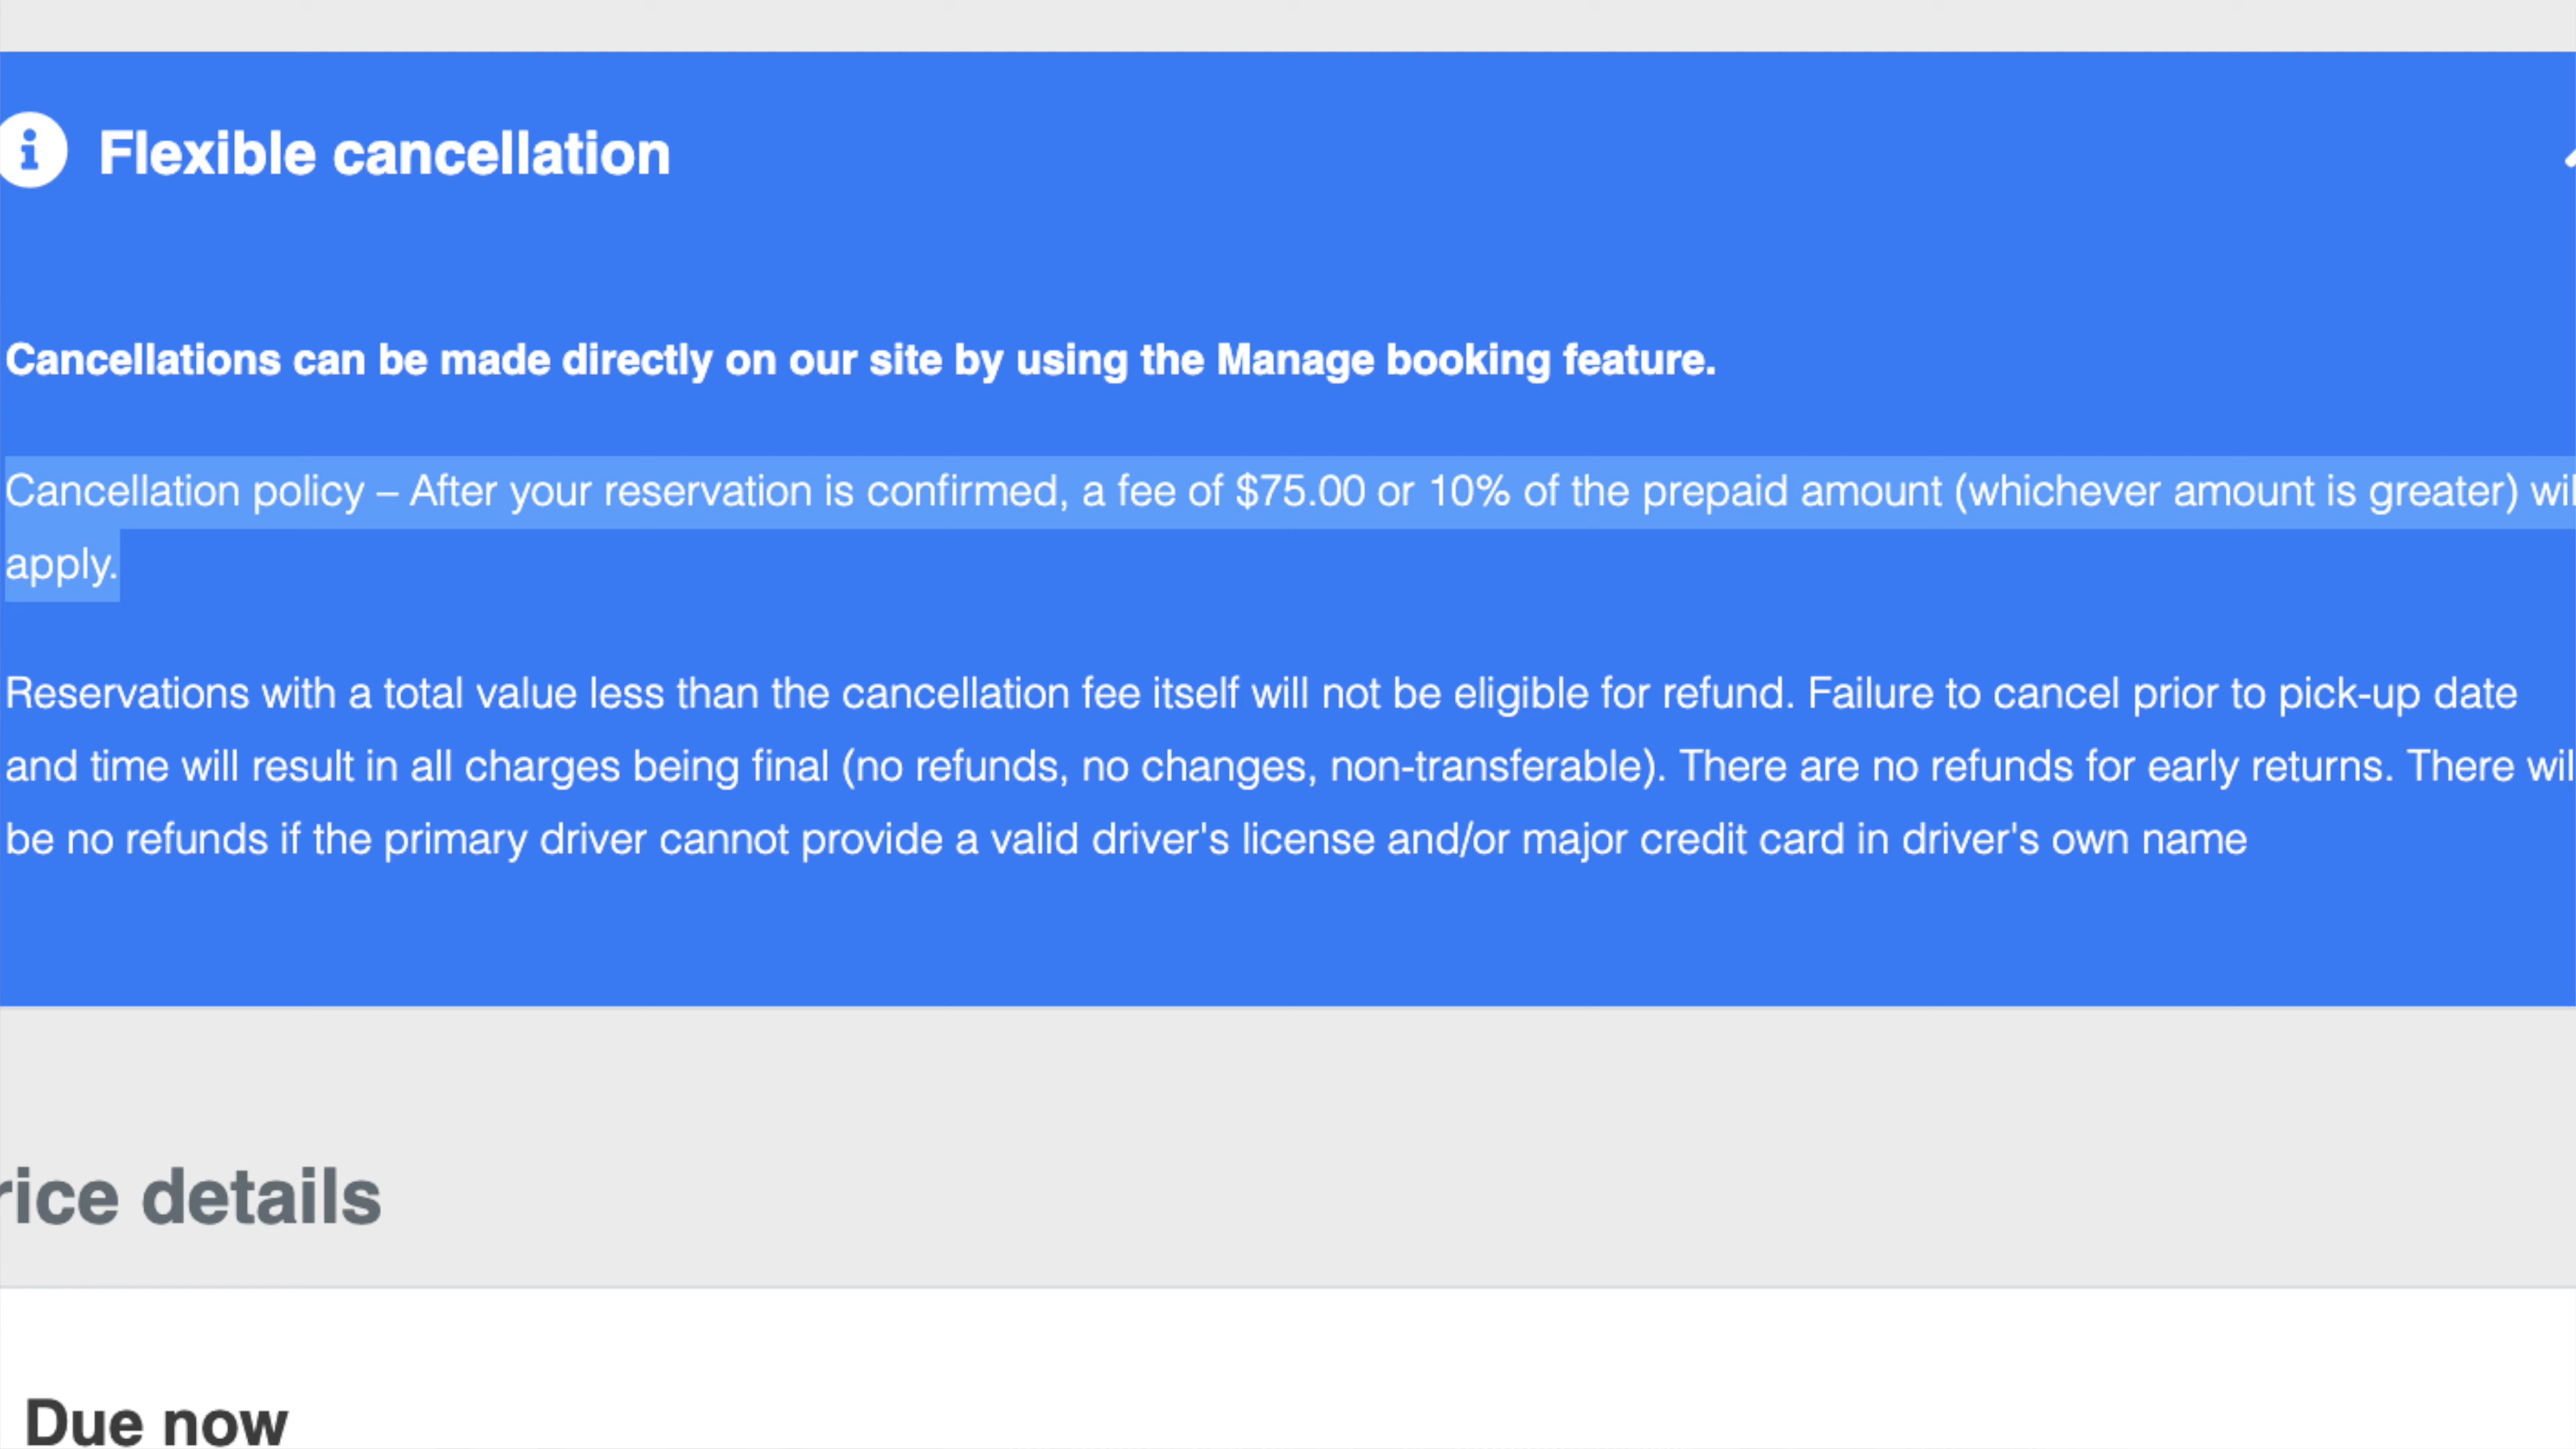 Flexible cancellation
Cancellations can be made directly on our site by using the Manage booking feature.
Cancellation policy – After your reservation is confirmed, a fee of $75.00 or 10% of the prepaid amount (whichever amount is greater) wil
apply.
Reservations with a total value less than the cancellation fee itself will not be eligible for refund. Failure to cancel prior to pick-up date
and time will result in all charges being final (no refunds, no changes, non-transferable). There are no refunds for early returns. There wil
be no refunds if the primary driver cannot provide a valid driver's license and/or major credit card in driver's own name
rice details
Due now